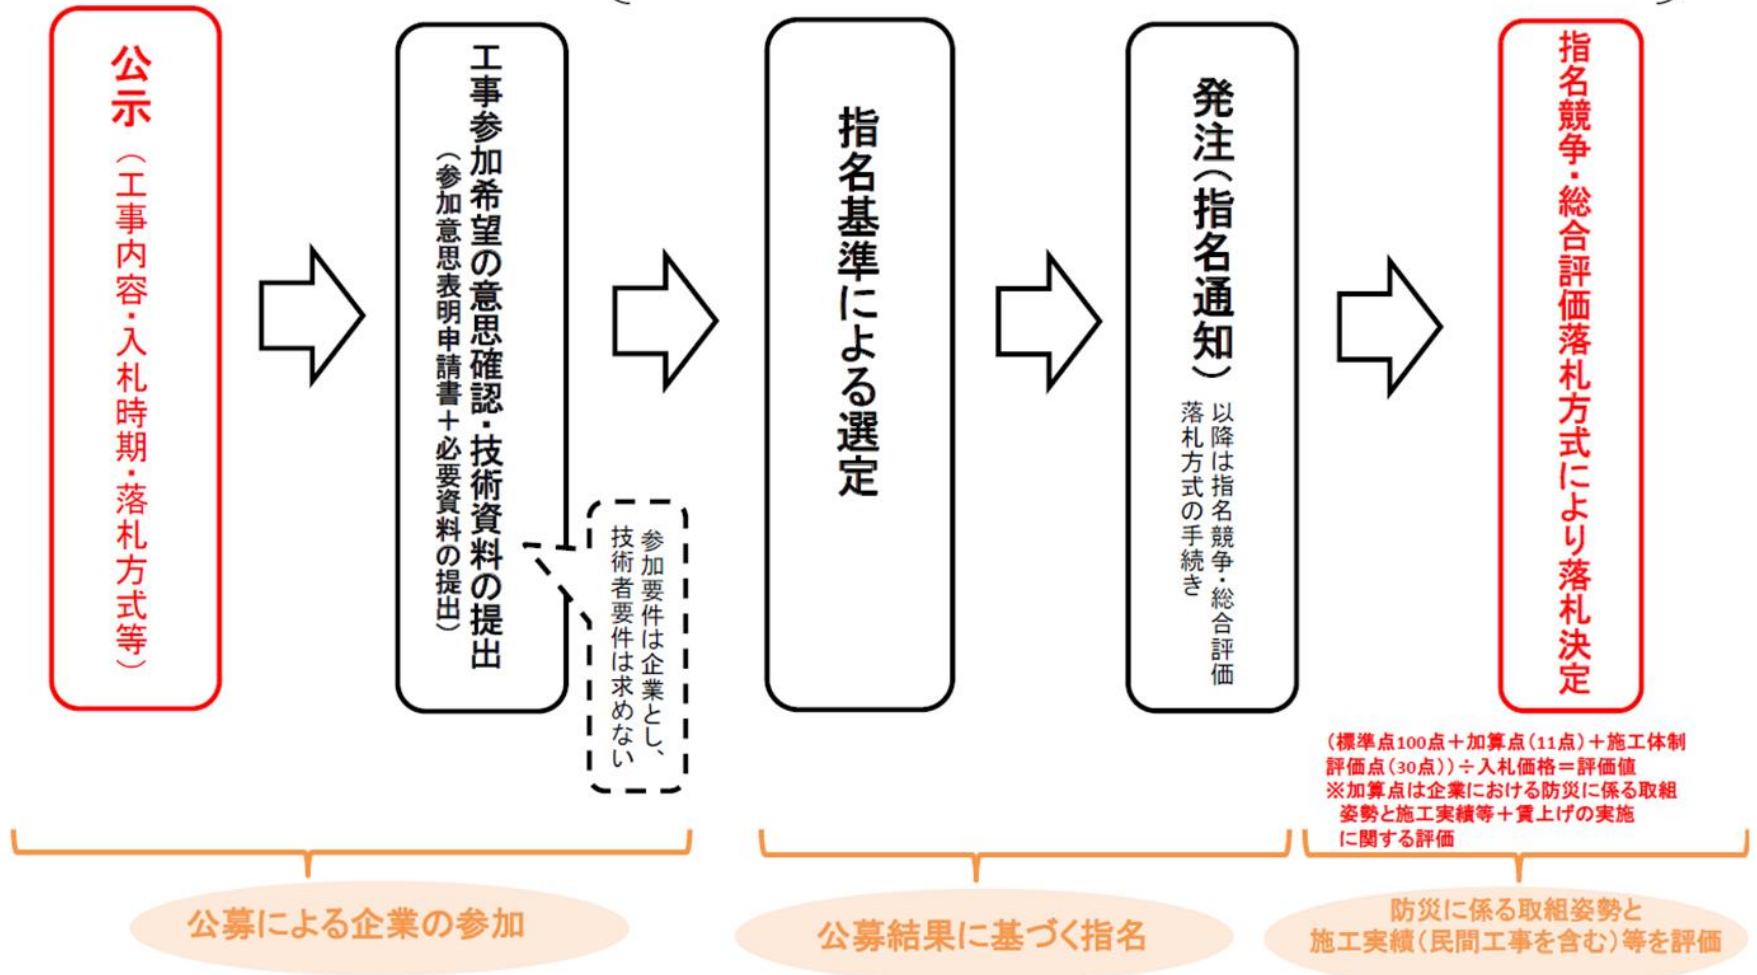 公示（工事内容・入札時期・落札方式等）
工事参加希望の意思確認・技術資料の提出
（参加意思表明申請書＋必要資料の提出）
参加要件は企業とし、
技術者要件は求めない
指名基準による選定
発注（指名通知）
以降は指名競争・総合評価
落札方式の手続き
指名競争・総合評価落札方式により落札決定
（標準点100点＋加算点（11点）＋施工体制
評価点（30点））÷入札価格＝評価値
※加算点は企業における防災に係る取組
姿勢と施工実績等＋賃上げの実施
に関する評価
公募による企業の参加
公募結果に基づく指名
防災に係る取組姿勢と
施工実績（民間工事を含む）等を評価